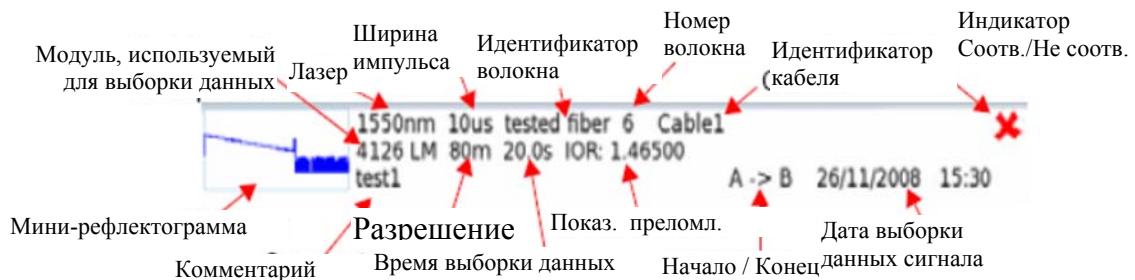 Модуль, используемый
для выборки данных
Лазер
Ширина
импульса
Идентификатор
волокна
Номер
волокна
Идентификатор
кабеля
Индикатор
Соотв./Не соотв.
1550nm 10us tested fiber 6 Cable1
4126 LM 80m 20.0s IOR: 1.46500
test1 A -> B 26/11/2008 15:30
Мини-рефлектограмма
Комментарий
Разрешение
Время выборки данных
Показ. преломл.
Начало / Конец
Дата выборки
данных сигнала